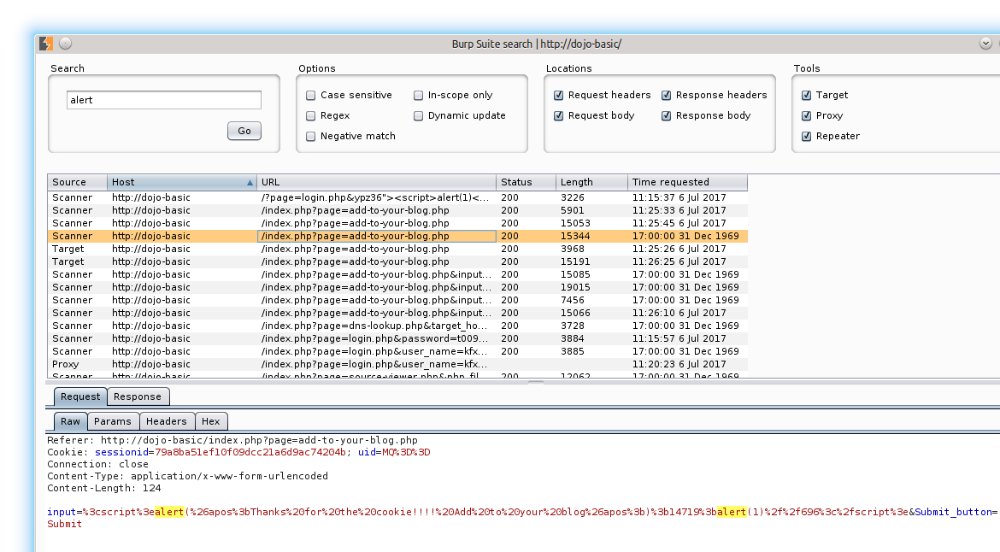 Burp Suite search | http://dojo-basic/
Search Options Locations Tools
alert
Case sensitive In-scope only
Request headers Response headers
Target
Regex Dynamic update
Request body Response body
Proxy
Go
Negative match
Repeater
Source Host URL Status Length Time requested
Scanner http://dojo-basic /?page=login.php&ypz36"><script>alert(1)<... 200 3226 11:15:37 6 Jul 2017
Scanner http://dojo-basic /index.php?page=add-to-your-blog.php 200 5901 11:25:33 6 Jul 2017
Scanner http://dojo-basic /index.php?page=add-to-your-blog.php 200 15053 11:25:45 6 Jul 2017
Scanner http://dojo-basic /index.php?page=add-to-your-blog.php 200 15344 17:00:00 31 Dec 1969
Target http://dojo-basic /index.php?page=add-to-your-blog.php 200 3968 11:25:26 6 Jul 2017
Target http://dojo-basic /index.php?page=add-to-your-blog.php 200 15191 11:26:25 6 Jul 2017
Scanner http://dojo-basic /index.php?page=add-to-your-blog.php&input... 200 15085 17:00:00 31 Dec 1969
Scanner http://dojo-basic /index.php?page=add-to-your-blog.php&input... 200 19015 17:00:00 31 Dec 1969
Scanner http://dojo-basic /index.php?page=add-to-your-blog.php&input... 200 7456 17:00:00 31 Dec 1969
Scanner http://dojo-basic /index.php?page=add-to-your-blog.php&input... 200 15066 11:26:10 6 Jul 2017
Scanner http://dojo-basic /index.php?page=dns-lookup.php&target_ho... 200 3728 17:00:00 31 Dec 1969
Scanner http://dojo-basic /index.php?page=login.php&password=t009... 200 3884 11:15:57 6 Jul 2017
Scanner http://dojo-basic /index.php?page=login.php&user_name=kfx... 200 3885 17:00:00 31 Dec 1969
Proxy http://dojo-basic /index.php?page=login.php&user_name=kfx... 11:20:23 6 Jul 2017
Scanner http://dojo-basic /index.php?page=source-viewer.php&php_fil... 200 12062 17:00:00 31 Dec 1969
Request Response
Raw Params Headers Hex
Referer: http://dojo-basic/index.php?page=add-to-your-blog.php
Cookie: sessionid=79a8ba51ef10f09dcc21a6d9ac74204b; uid=MQ%3D%3D
Connection: close
Content-Type: application/x-www-form-urlencoded
Content-Length: 124
input=%3cscript%3ealert(%26apos%3bThanks%20for%20the%20cookie!!!!%20Add%20to%20your%20blog%26apos%3b)%3b14719%3balert(1)%2f%2f696%3c%2fscript%3e&Submit_button=
Submit